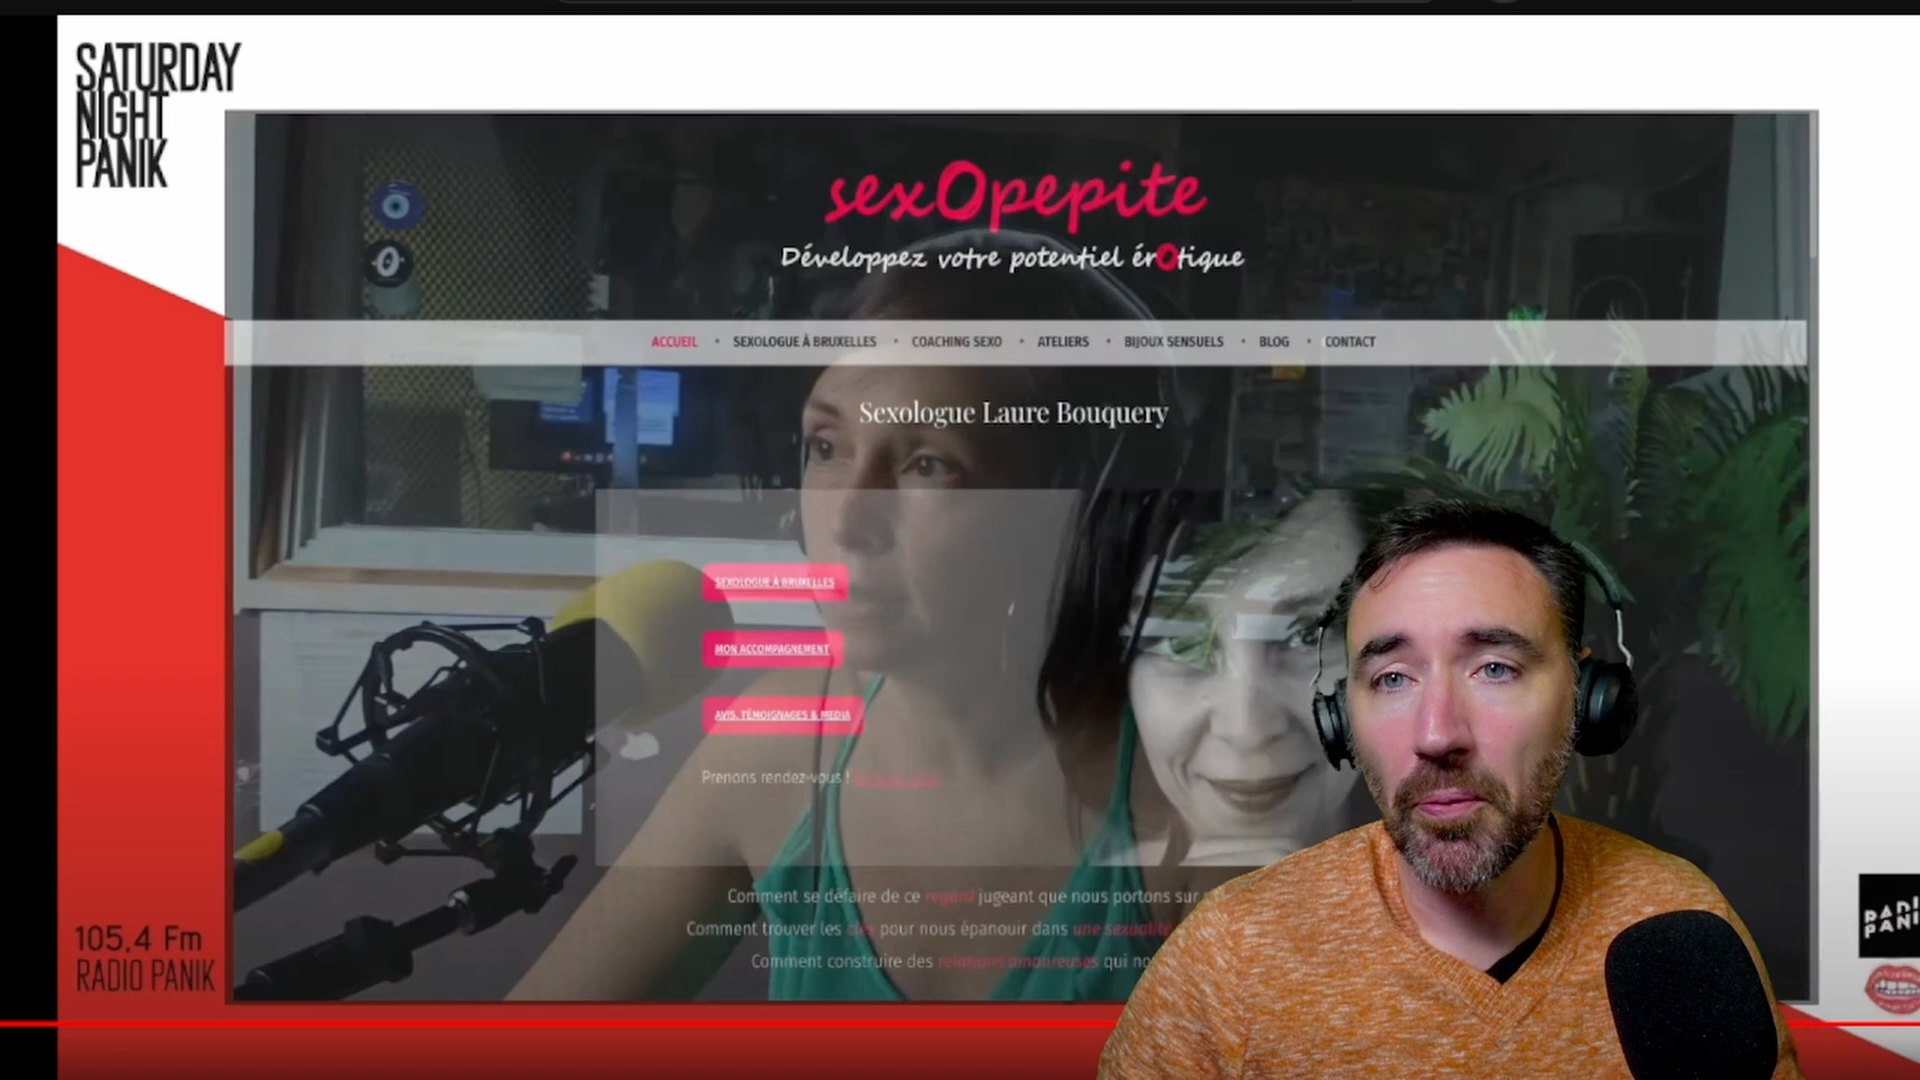 SATURDAY
NIGHT
PANIK
sexOpepite
Développez votre potentiel érOtique
ACCUEIL • SEXOLOGUE À BRUXELLES • COACHING SEXO • ATELIERS • BIJOUX SENSUELS • BLOG • CONTACT
Sexologue Laure Bouquery
SEXOLOGUE À BRUXELLES
MON ACCOMPAGNEMENT
AVIS, TÉMOIGNAGES & MEDIA
Prenons rendez-vous !
Comment se défaire de ce regard jugeant que nous portons sur
Comment trouver les clés pour nous épanouir dans une sexualité
Comment construire des relations amoureuses qui
105.4 Fm
RADIO PANIK